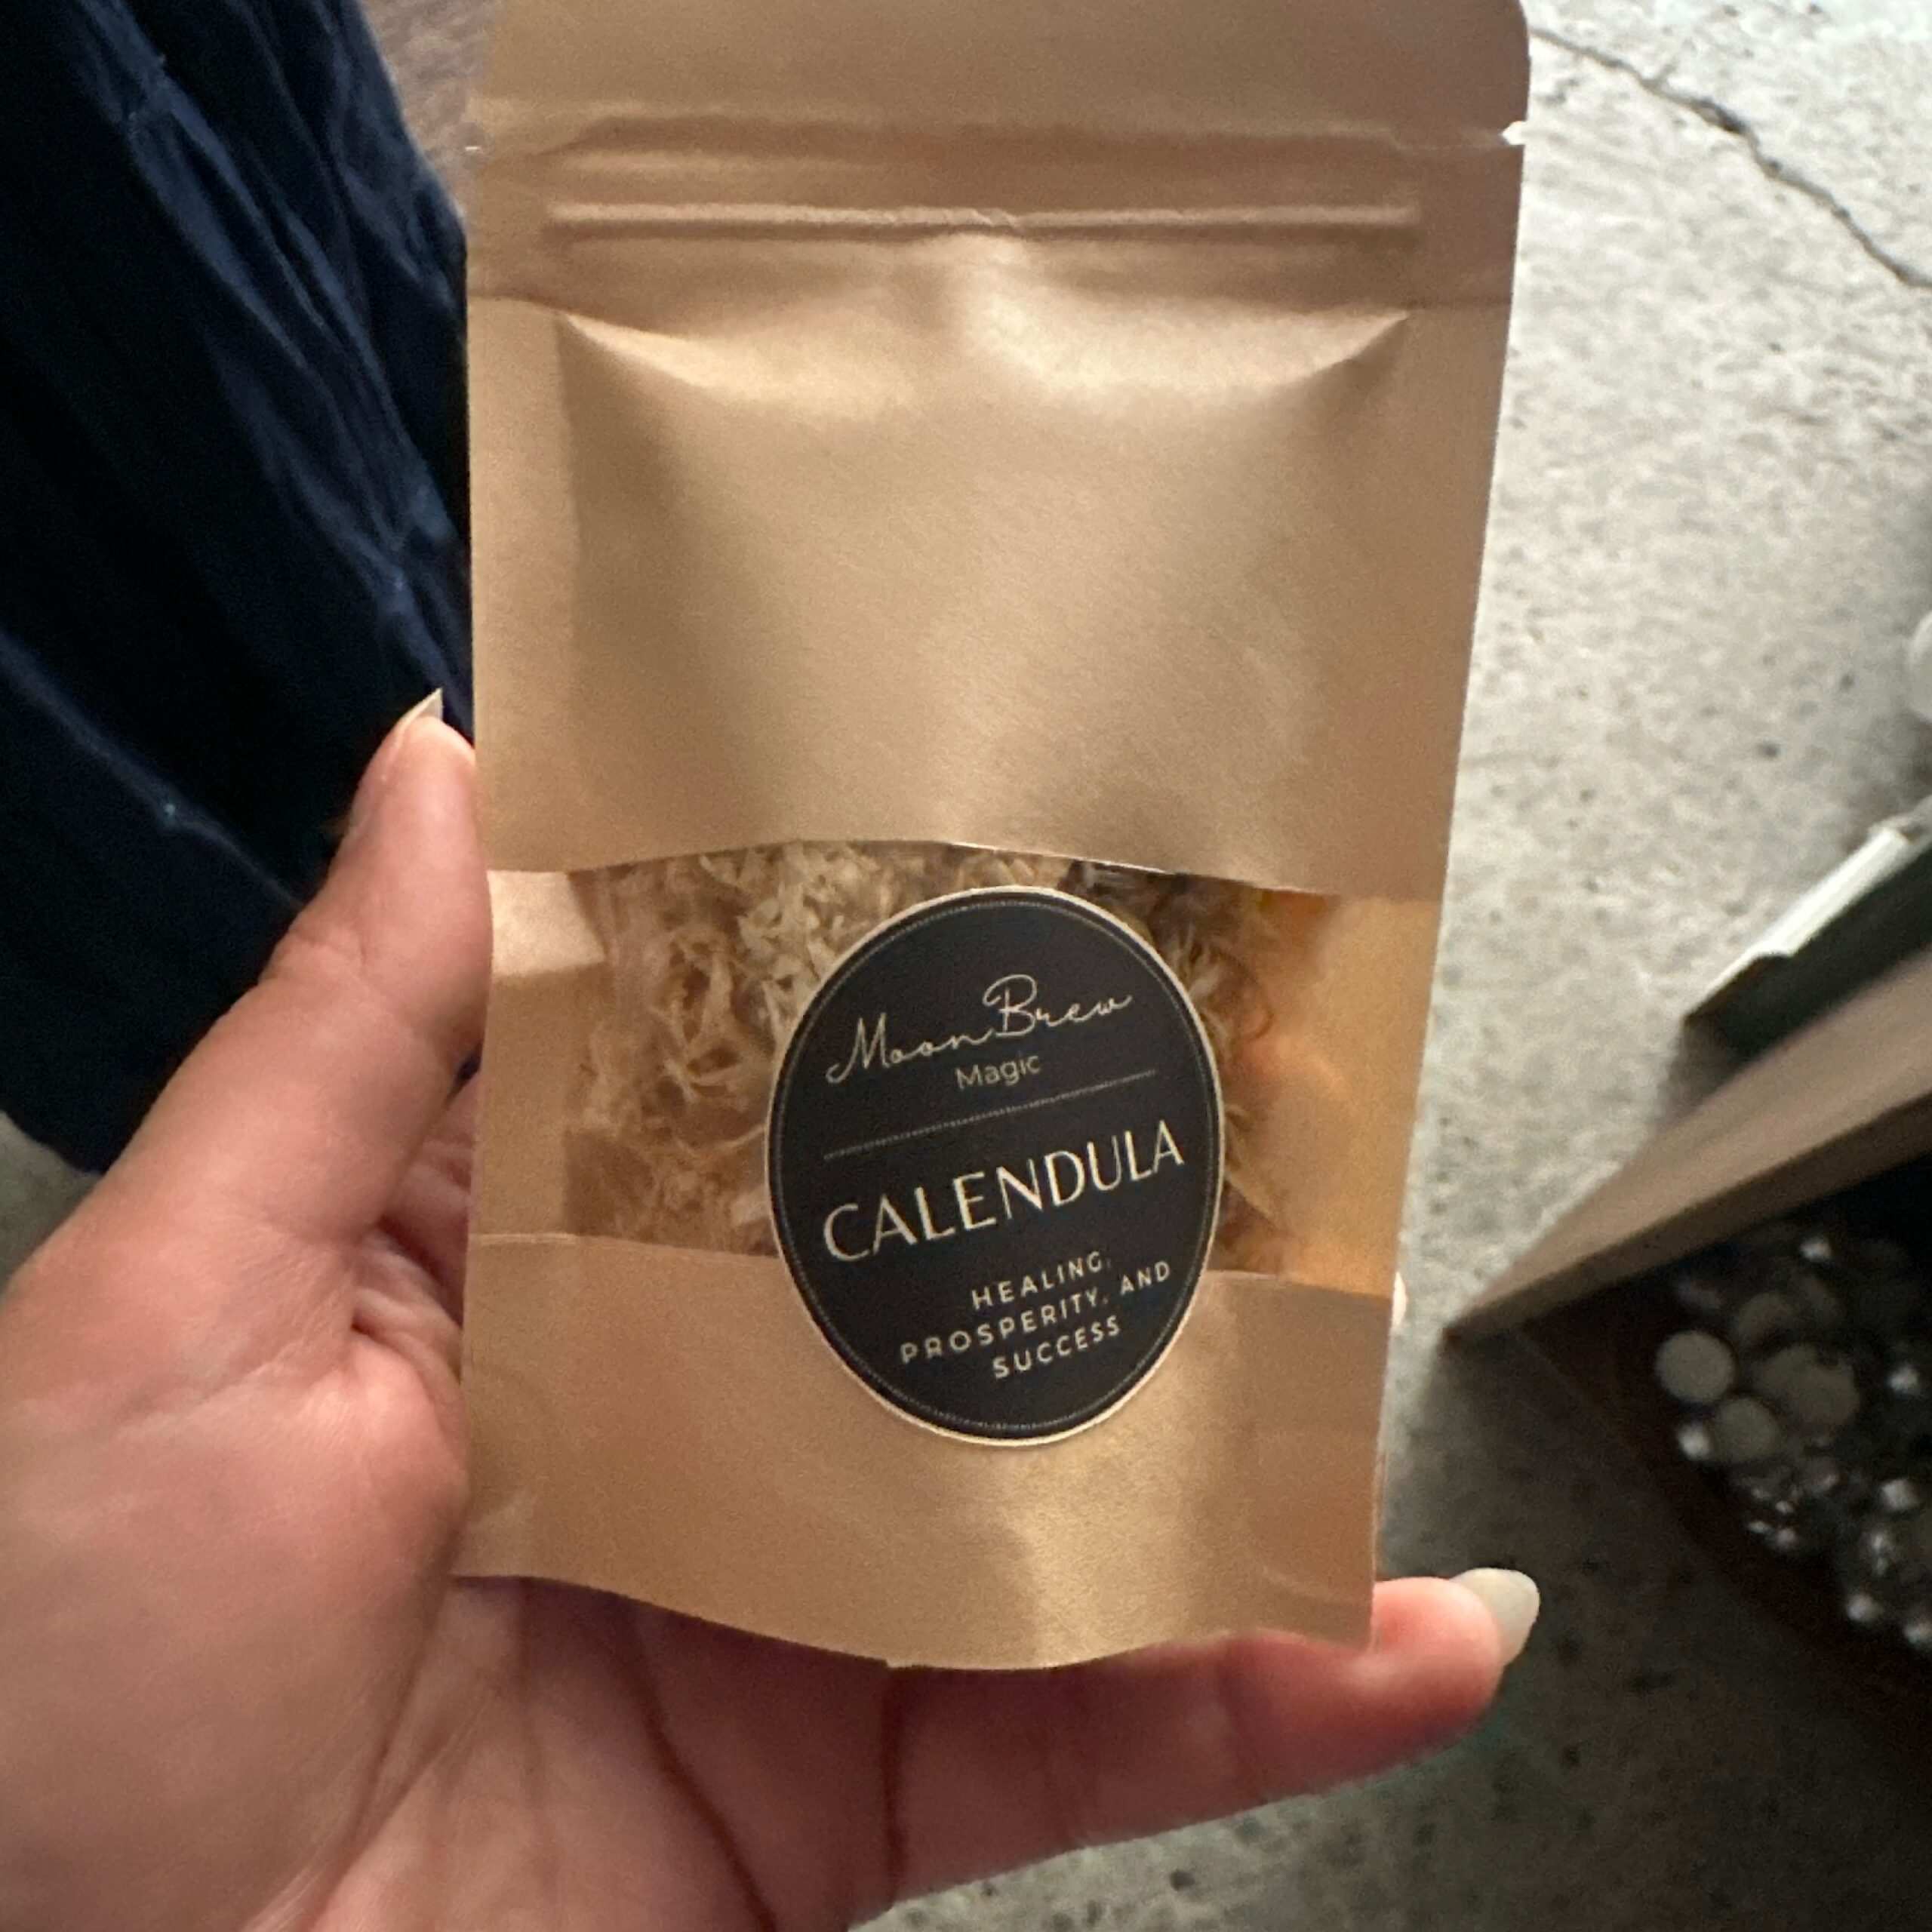 MoonBrew
Magic
CALENDULA
HEALING,
PROSPERITY, AND
SUCCESS